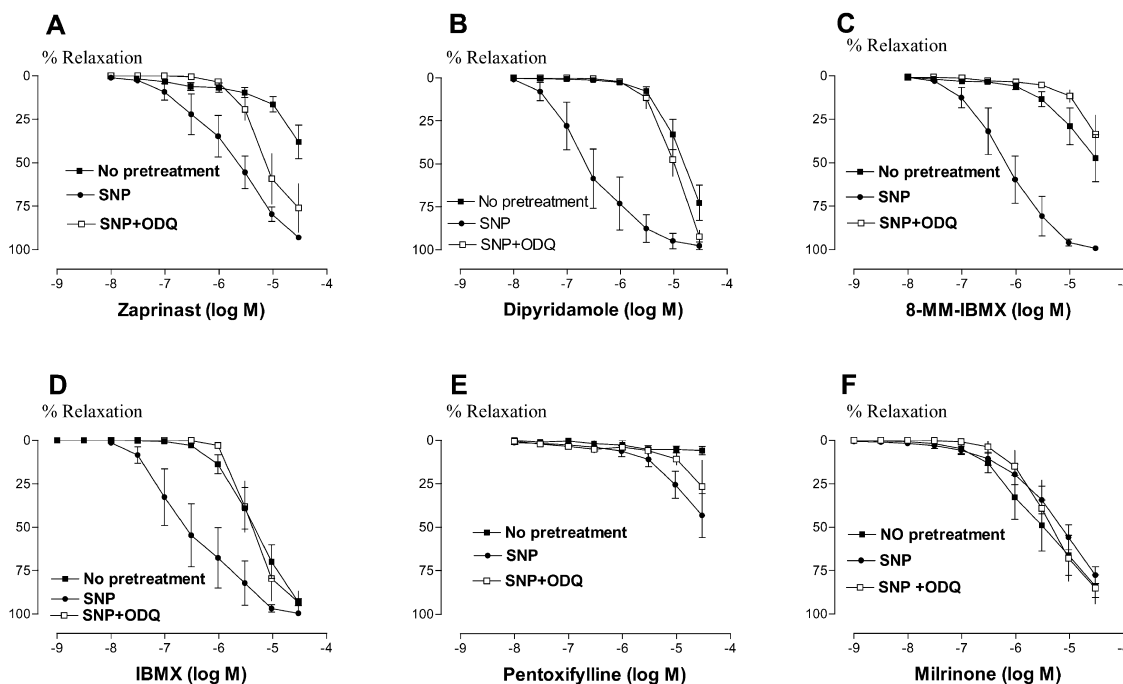 A
B
C
% Relaxation
% Relaxation
% Relaxation
0
25
50
75
100
No pretreatment
SNP
SNP+ODQ
-9 -8 -7 -6 -5 -4
Zaprinast (log M)
0
25
50
75
100
No pretreatment
SNP
SNP+ODQ
-9 -8 -7 -6 -5 -4
Dipyridamole (log M)
0
25
50
75
100
No pretreatment
SNP
SNP+ODQ
-9 -8 -7 -6 -5
8-MM-IBMX (log M)
D
E
F
% Relaxation
% Relaxation
% Relaxation
0
25
50
75
100
No pretreatment
SNP
SNP+ODQ
-9 -8 -7 -6 -5 -4
IBMX (log M)
0
25
50
75
100
No pretreatment
SNP
SNP+ODQ
-9 -8 -7 -6 -5 -4
Pentoxifylline (log M)
0
25
50
75
100
NO pretreatment
SNP
SNP +ODQ
-9 -8 -7 -6 -5
Milrinone (log M)